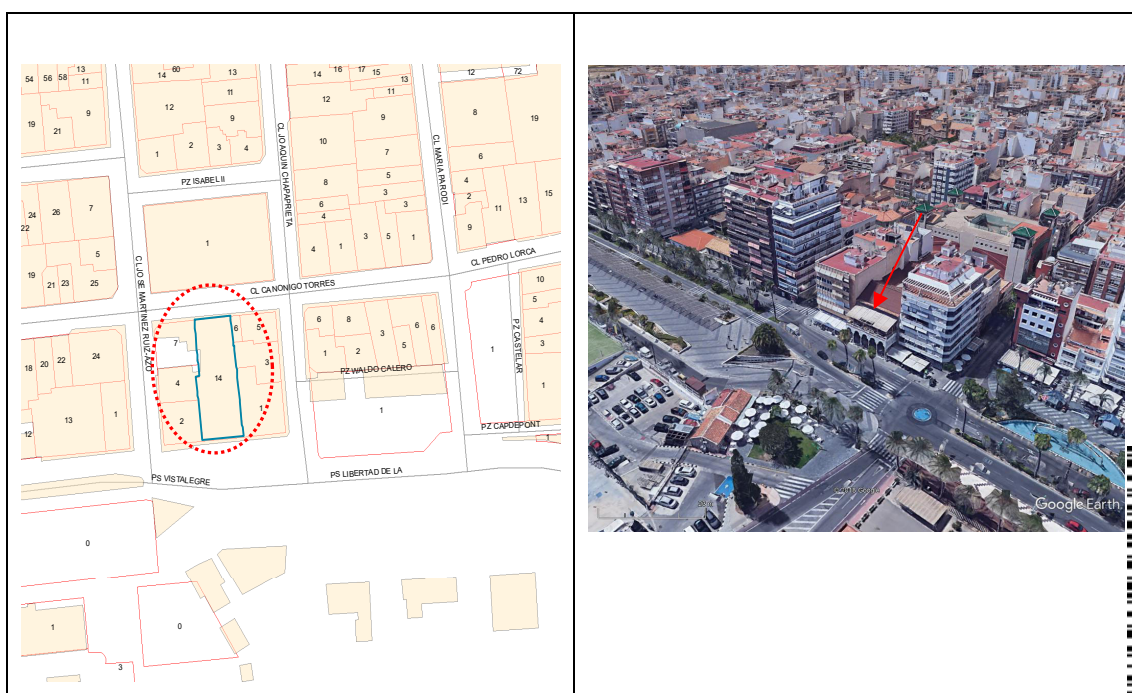 54 56 58 13
11
9
19 21
60
14 13
11
12
9
1 2 3 4
16 17 15
14 13
11
12
9
10
7
8 5
3
6 3
4
4 1 3 5 1
12 72
8
19
6
4
2
15
13
11
9
PZ ISABEL II
CL JOAQUIN CHAPAPRIETA
CL MARIA PARODI
24 26 7
22
5
19
21 23 25
1
CL JOSE MARTINEZ RUIZ-AZO
CL CANONIGO TORRES
CL PEDRO LORCA
7 6 5
3
4 14
2 1
6 8
3 6 6
1 2 5
PZ WALDO CALERO
1
PZ CASTELAR
1
10
5
4
3
1
PZ CAPDEPONT
1
18 20 22 24
13 1
12
PS VISTALEGRE
PS LIBERTAD DE LA
0
0
1
3
Google Earth